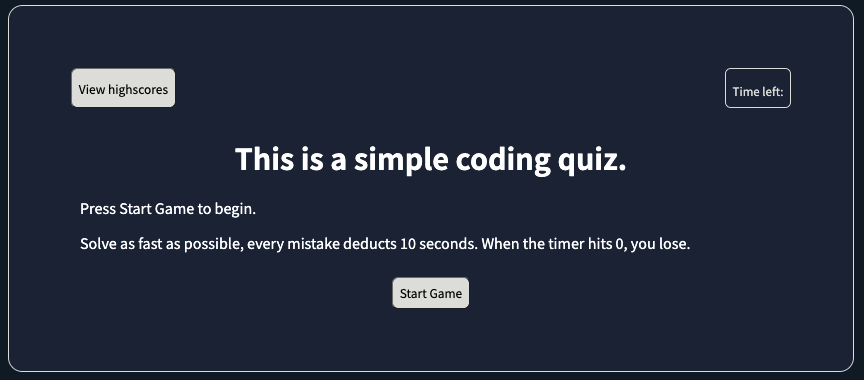 View highscores
Time left:
This is a simple coding quiz.
Press Start Game to begin.
Solve as fast as possible, every mistake deducts 10 seconds. When the timer hits 0, you lose.
Start Game